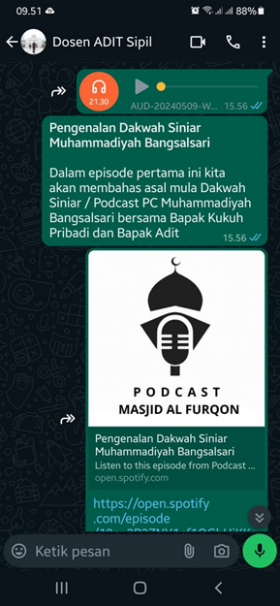 09.51
88%
Dosen ADIT Sipil
21.30
AUD-20240509-W... 15.56
Pengenalan Dakwah Siniar
Muhammadiyah Bangsalsari
Dalam episode pertama ini kita
akan membahas asal mula Dakwah
Siniar / Podcast PC Muhammadiyah
Bangsalsari bersama Bapak Kukuh
Pribadi dan Bapak Adit
15.56
PODCAST
MASJID AL FURQON
Pengenalan Dakwah Siniar
Muhammadiyah Bangsalsari
Listen to this episode from Podcast ...
open.spotify.com
https://open.spotify
.com/episode
Ketik pesan